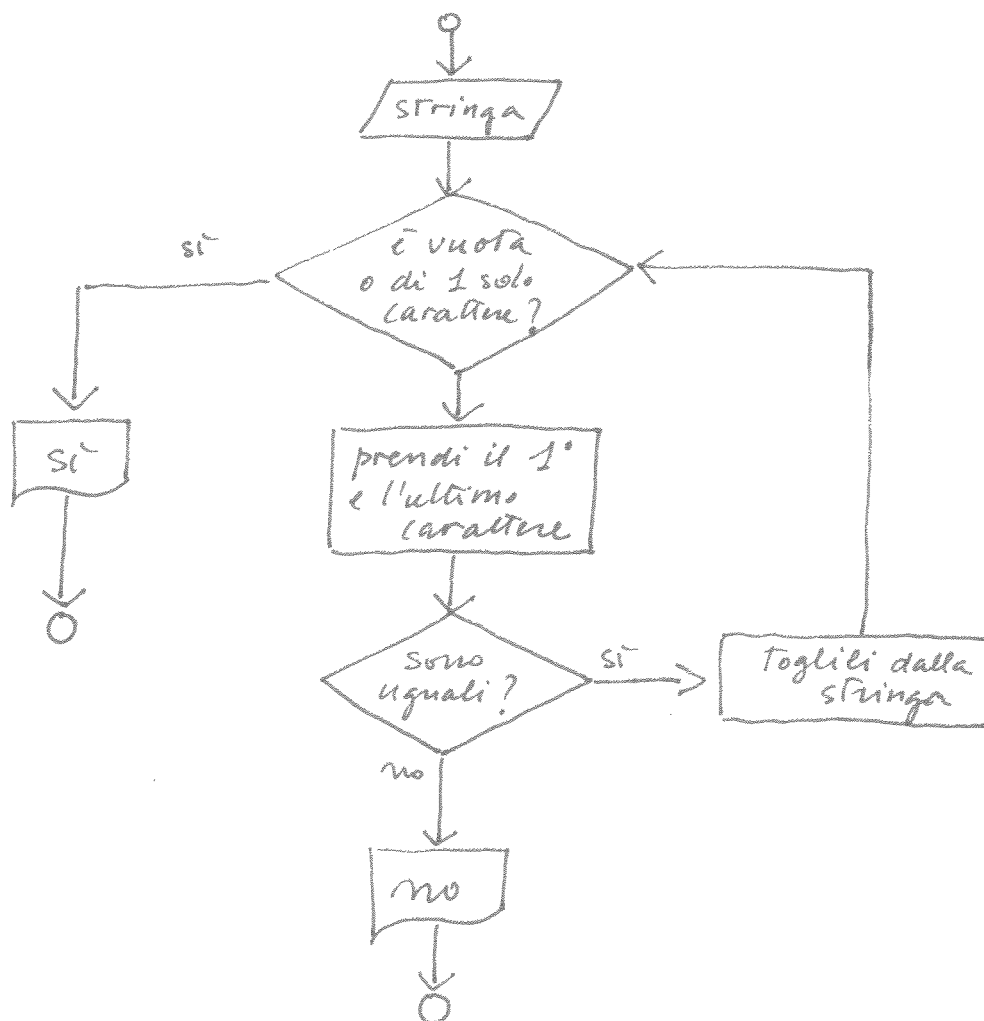 stringa
sì
è vuota
o di 1 solo
carattere?
sì
prendi il 1°
e l'ultimo
carattere
sono
uguali?
sì
toglili dalla
stringa
no
no